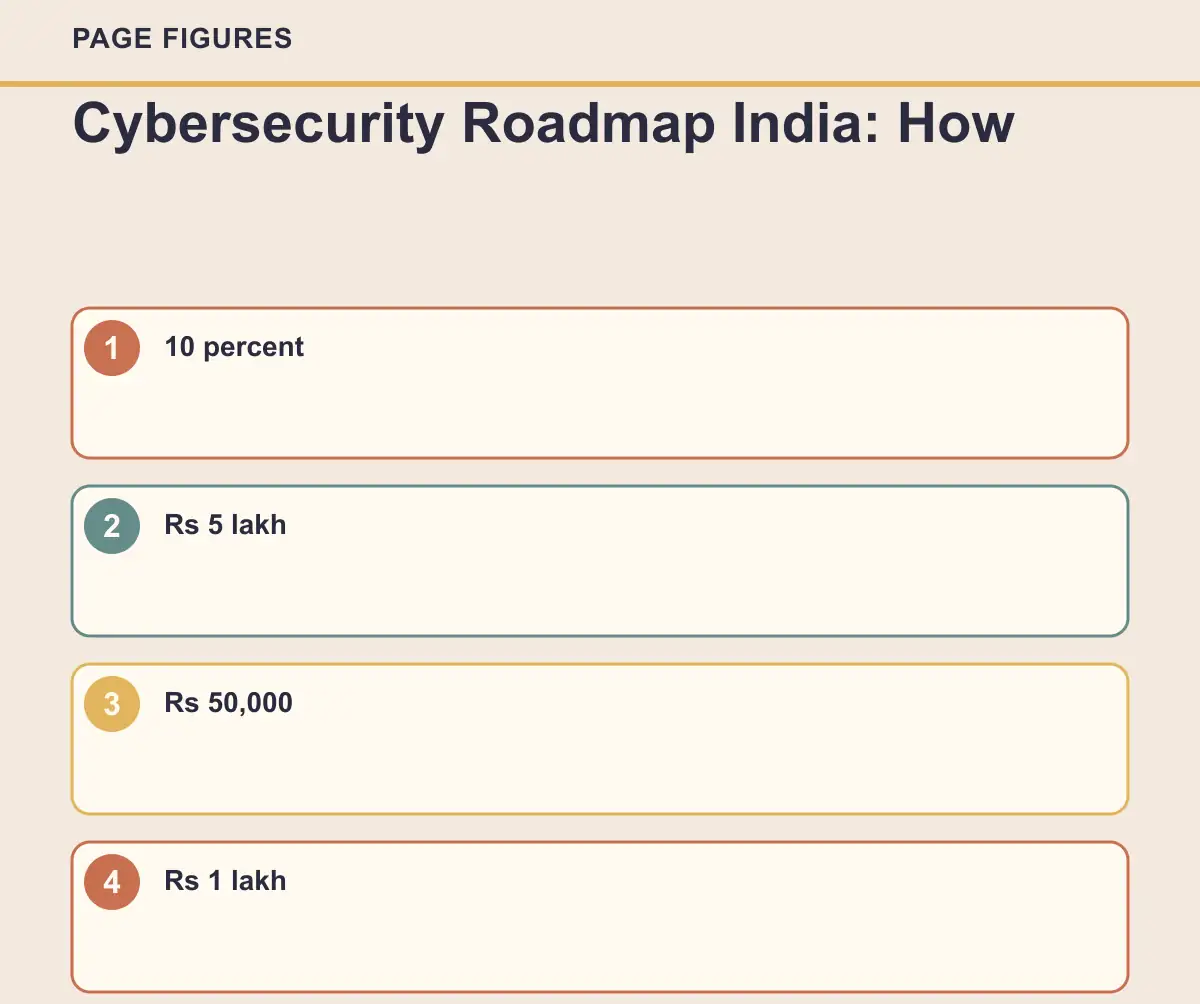 PAGE FIGURES
Cybersecurity Roadmap India: How
1 10 percent
2 Rs 5 lakh
3 Rs 50,000
4 Rs 1 lakh